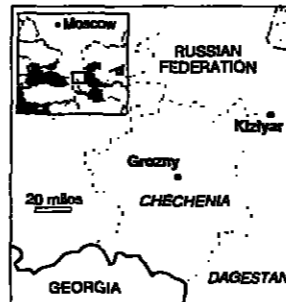 Moscow
RUSSIAN
FEDERATION
Kizlyar
Grozny
20 miles
CHECHENIA
GEORGIA
DAGESTAN